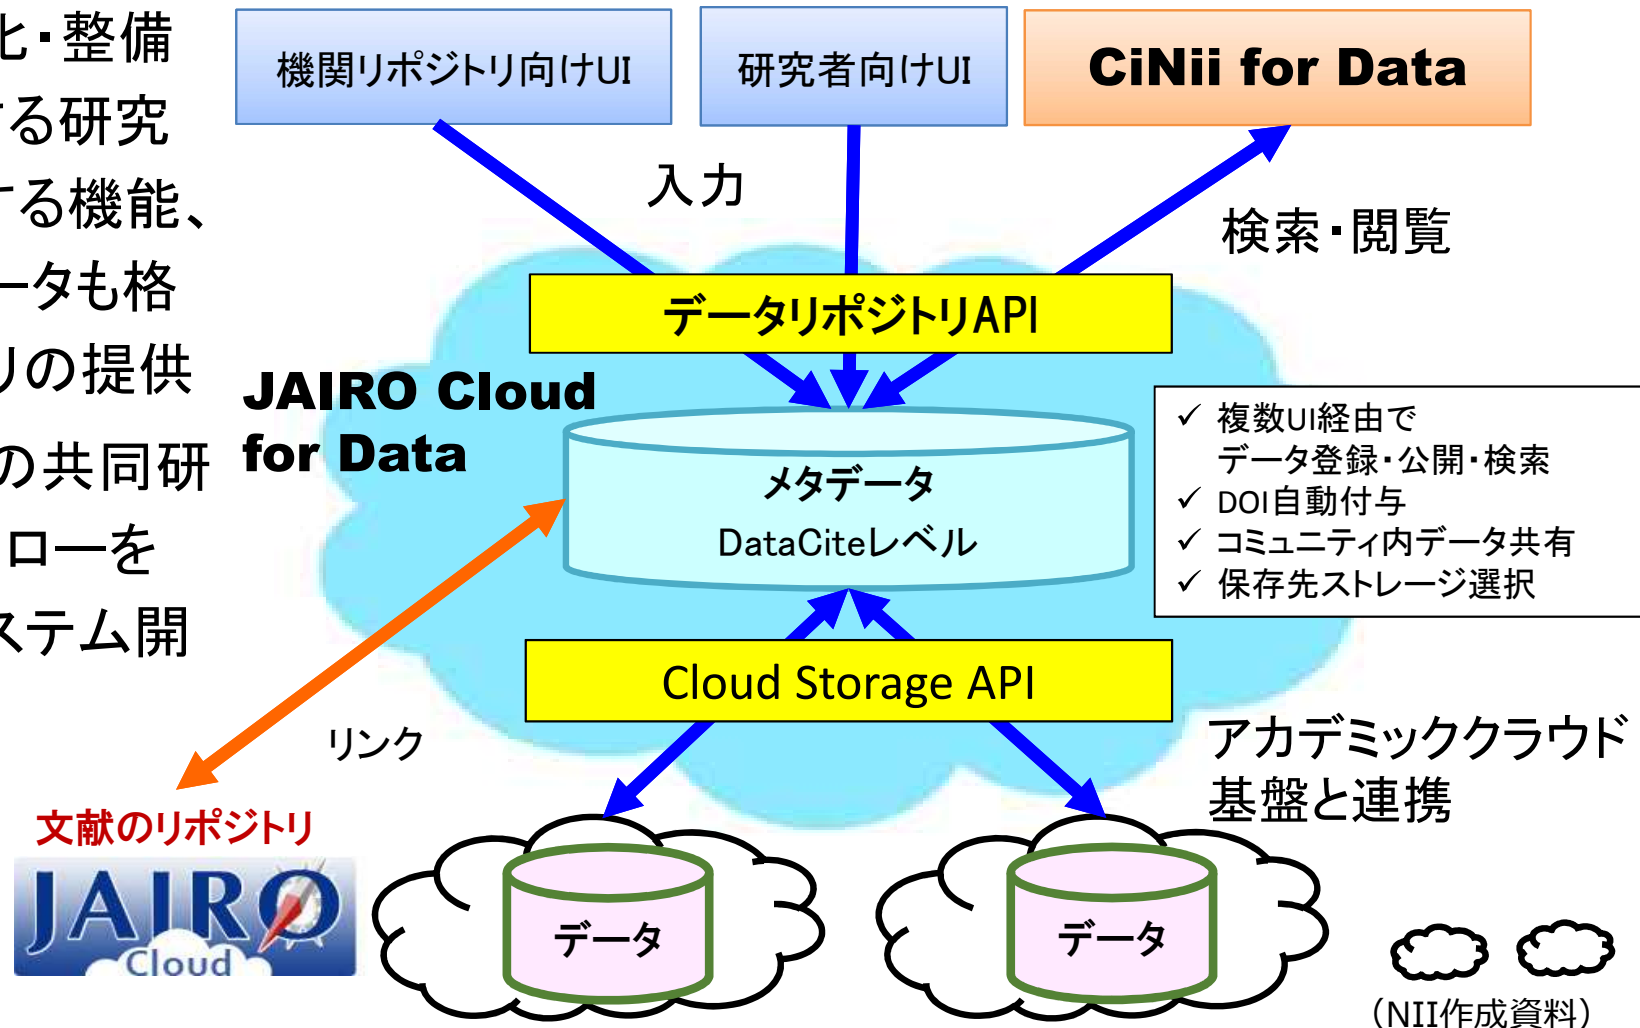 化・整備
する研究
する機能、
ータも格
リの提供
の共同研
ローを
ステム開
機関リポジトリ向けUI
研究者向けUI
CiNii for Data
入力
検索・閲覧
データリポジトリAPI
JAIRO Cloud
for Data
メタデータ
DataCiteレベル
✓ 複数UI経由で
データ登録・公開・検索
✓ DOI自動付与
✓ コミュニティ内データ共有
✓ 保存先ストレージ選択
Cloud Storage API
リンク
アカデミッククラウド
基盤と連携
文献のリポジトリ
JAIRO
Cloud
データ
データ
（NII作成資料）